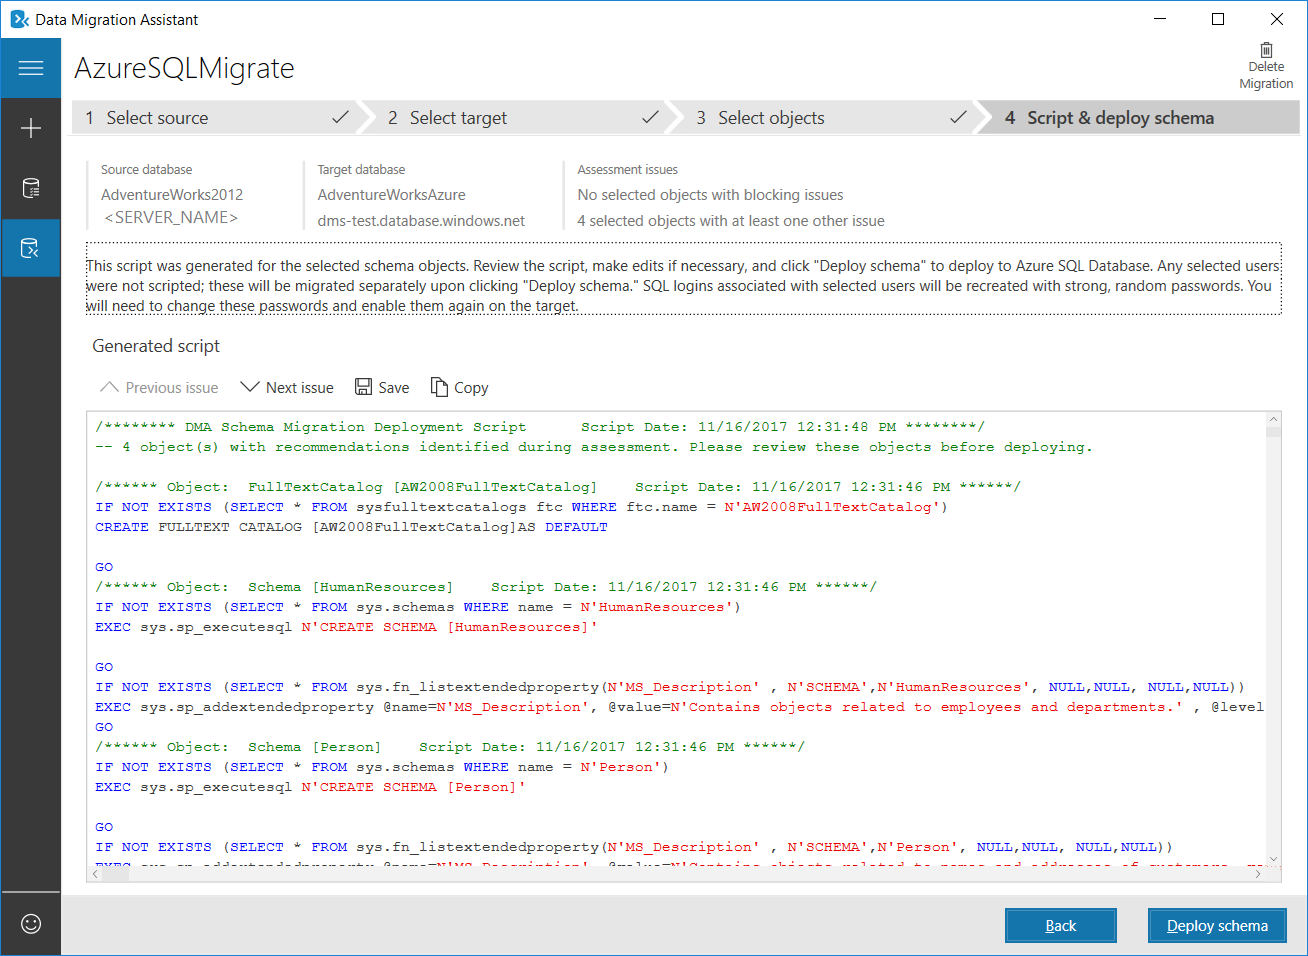 Data Migration Assistant
AzureSQLMigrate
Delete
Migration
1 Select source
2 Select target
3 Select objects
4 Script & deploy schema
Source database
AdventureWorks2012
<SERVER_NAME>
Target database
AdventureWorksAzure
dms-test.database.windows.net
Assessment issues
No selected objects with blocking issues
4 selected objects with at least one other issue
This script was generated for the selected schema objects. Review the script, make edits if necessary, and click "Deploy schema" to deploy to Azure SQL Database. Any selected users
were not scripted; these will be migrated separately upon clicking "Deploy schema." SQL logins associated with selected users will be recreated with strong, random passwords. You
will need to change these passwords and enable them again on the target.
Generated script
Previous issue Next issue Save Copy
/******** DMA Schema Migration Deployment Script      Script Date: 11/16/2017 12:31:48 PM ********/
-- 4 object(s) with recommendations identified during assessment. Please review these objects before deploying.
/****** Object:  FullTextCatalog [AW2008FullTextCatalog]    Script Date: 11/16/2017 12:31:46 PM ******/
IF NOT EXISTS (SELECT * FROM sysfulltextcatalogs ftc WHERE ftc.name = N'AW2008FullTextCatalog')
CREATE FULLTEXT CATALOG [AW2008FullTextCatalog]AS DEFAULT
GO
/****** Object:  Schema [HumanResources]    Script Date: 11/16/2017 12:31:46 PM ******/
IF NOT EXISTS (SELECT * FROM sys.schemas WHERE name = N'HumanResources')
EXEC sys.sp_executesql N'CREATE SCHEMA [HumanResources]'
GO
IF NOT EXISTS (SELECT * FROM sys.fn_listextendedproperty(N'MS_Description' , N'SCHEMA',N'HumanResources', NULL,NULL, NULL,NULL))
EXEC sys.sp_addextendedproperty @name=N'MS_Description', @value=N'Contains objects related to employees and departments.' , @level
GO
/****** Object:  Schema [Person]    Script Date: 11/16/2017 12:31:46 PM ******/
IF NOT EXISTS (SELECT * FROM sys.schemas WHERE name = N'Person')
EXEC sys.sp_executesql N'CREATE SCHEMA [Person]'
GO
IF NOT EXISTS (SELECT * FROM sys.fn_listextendedproperty(N'MS_Description' , N'SCHEMA',N'Person', NULL,NULL, NULL,NULL))
EXEC sys.sp_addextendedproperty @name=N'MS_Description', @value=N'Contains objects related to names and addresses of customers,
Back
Deploy schema